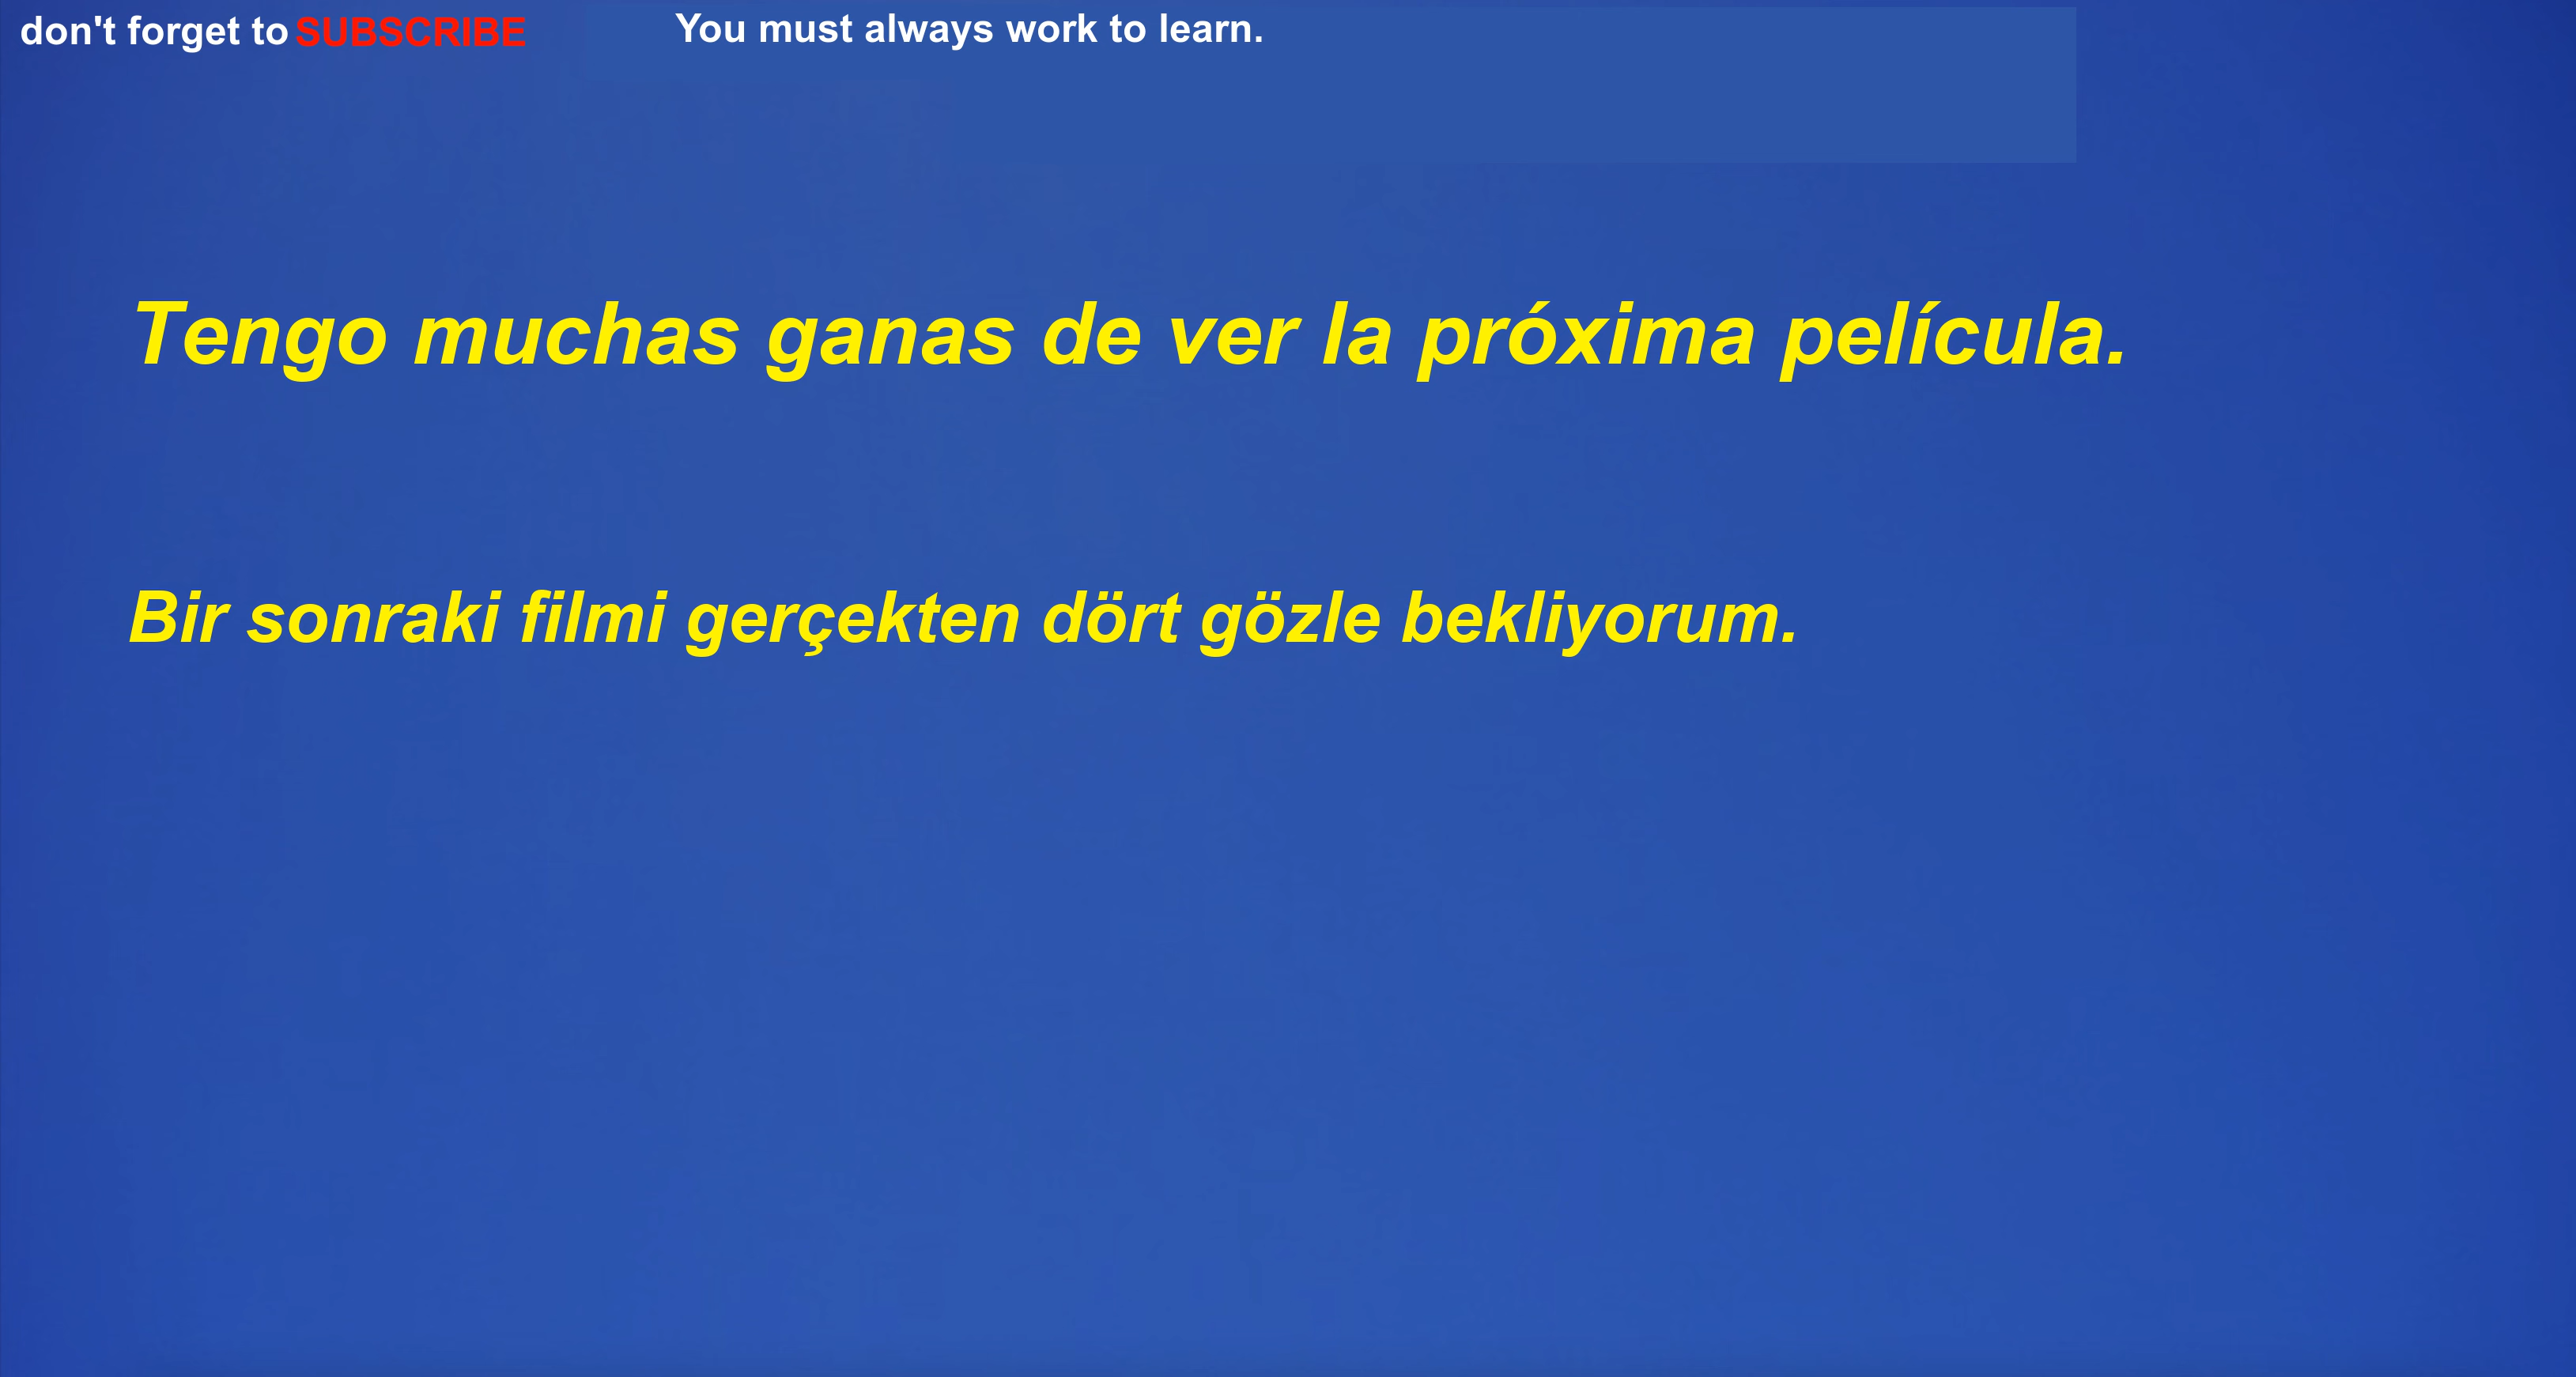 don't forget to SUBSCRIBE You must always work to learn.
Tengo muchas ganas de ver la próxima película.
Bir sonraki filmi gerçekten dört gözle bekliyorum.